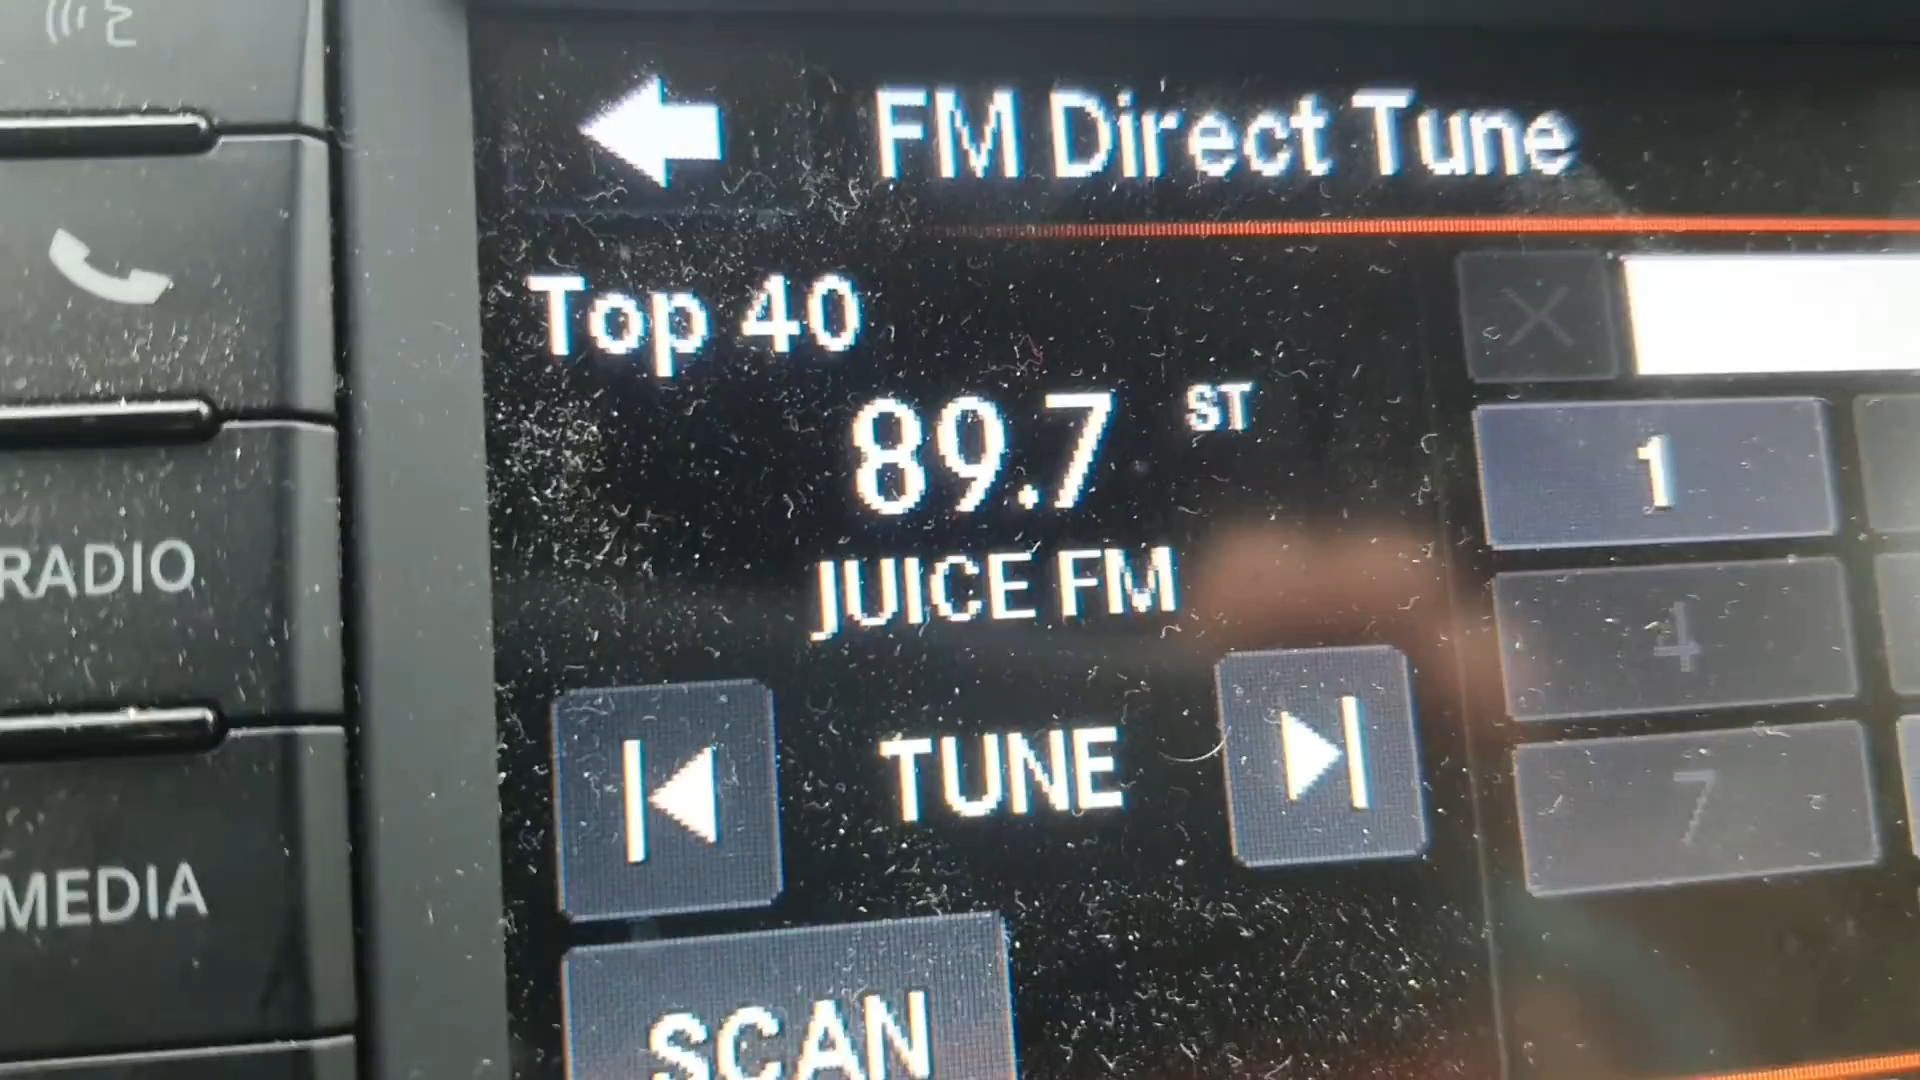 FM Direct Tune
Top 40
89.7 ST
JUICE FM
TUNE
SCAN
1
4
7
RADIO
MEDIA